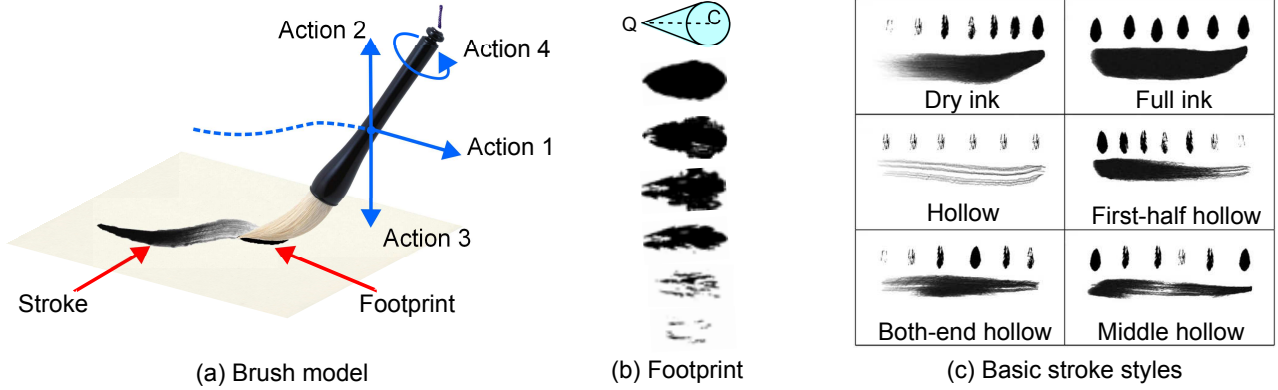 Action 2
Action 4
Action 1
Action 3
Stroke
Footprint
(a) Brush model
Q
C
(b) Footprint
Dry ink
Full ink
Hollow
First-half hollow
Both-end hollow
Middle hollow
(c) Basic stroke styles